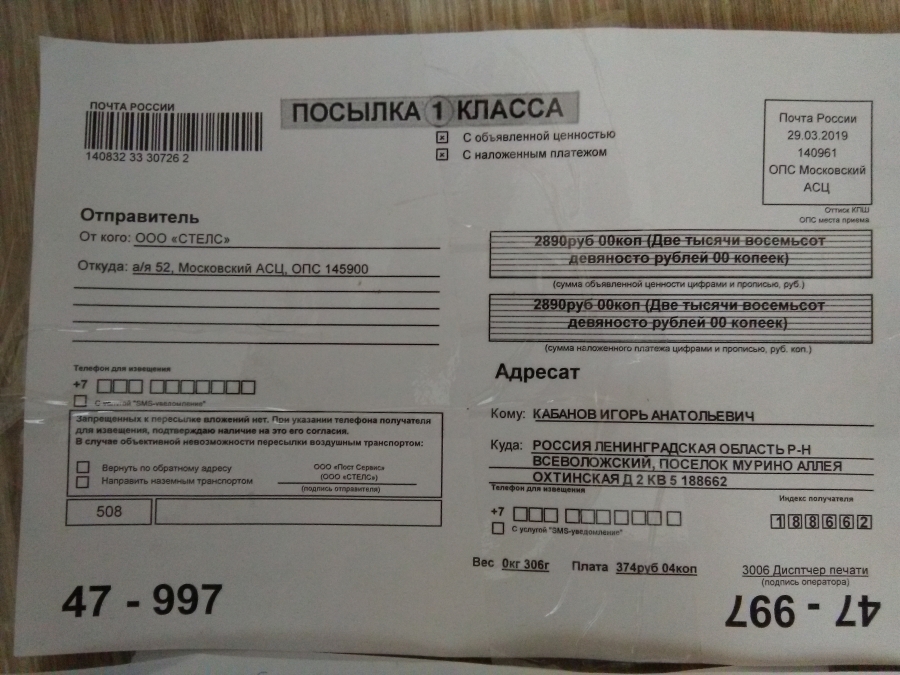 ПОЧТА РОССИИ
140832 33 30726 2
ПОСЫЛКА 1 КЛАССА
С объявленной ценностью
С наложенным платежом
Почта России
29.03.2019
140961
ОПС Московский
АСЦ
Оттиск КПШ
ОПС места приема
Отправитель
От кого: ООО «СТЕЛС»
Откуда: а/я 52, Московский АСЦ, ОПС 145900
Телефон для извещения
+7
С услугой "SMS-уведомление"
Запрещенных к пересылке вложений нет. При указании телефона получателя
для извещения, подтверждаю наличие на это его согласия.
В случае объективной невозможности пересылки воздушным транспортом:
Вернуть по обратному адресу
Направить наземным транспортом
ООО «Пост Сервис»
(ООО «СТЕЛС»)
(подпись отправителя)
508
47 - 997
2890руб 00коп (Две тысячи восемьсот
девяносто рублей 00 копеек)
(сумма объявленной ценности цифрами и прописью, руб.)
2890руб 00коп (Две тысячи восемьсот
девяносто рублей 00 копеек)
(сумма наложенного платежа цифрами и прописью, руб. коп.)
Адресат
Кому: КАБАНОВ ИГОРЬ АНАТОЛЬЕВИЧ
Куда: РОССИЯ ЛЕНИНГРАДСКАЯ ОБЛАСТЬ Р-Н
ВСЕВОЛОЖСКИЙ, ПОСЕЛОК МУРИНО АЛЛЕЯ
ОХТИНСКАЯ Д 2 КВ 5 188662
Телефон для извещения
+7
С услугой "SMS-уведомление"
Индекс получателя
188662
Вес 0кг 306г Плата 374руб 04коп
3006 Дисптчер печати
(подпись оператора)
47 - 997